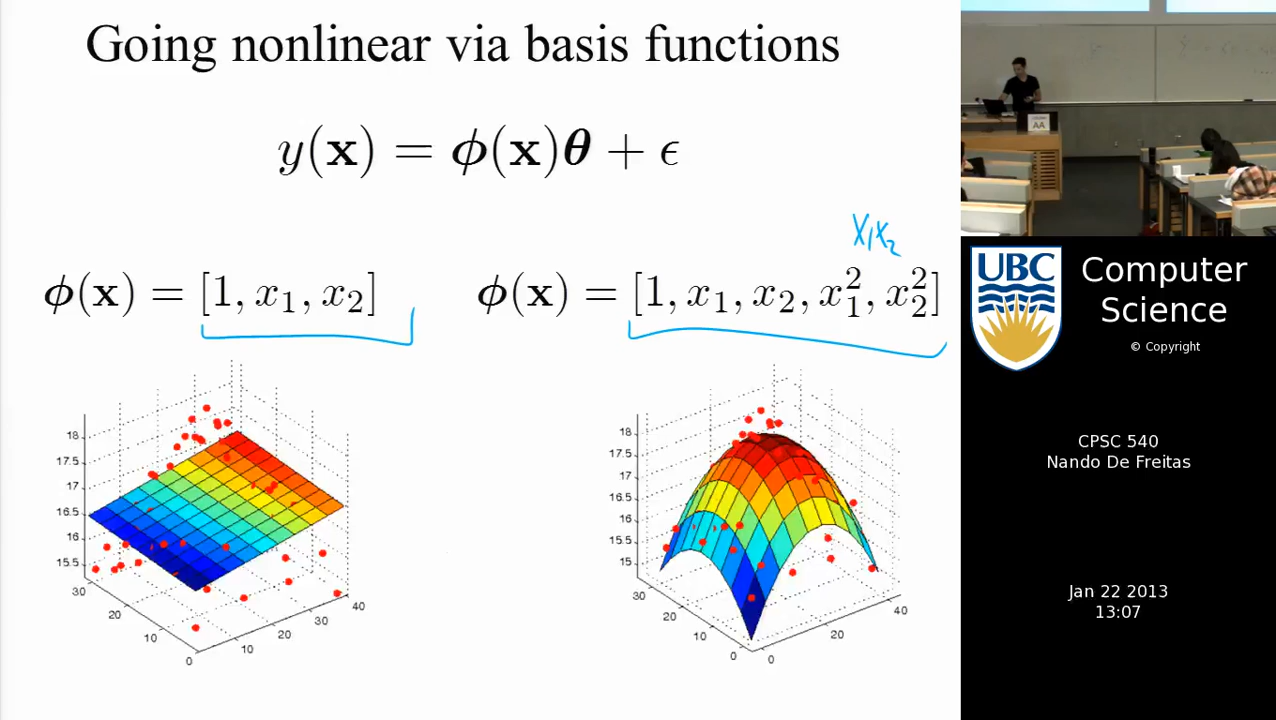 Going nonlinear via basis functions
y(x) = ϕ(x)θ + ϵ
x₁x₂
ϕ(x) = [1, x₁, x₂]
ϕ(x) = [1, x₁, x₂, x₁², x₂²]
18
17.5
17
16.5
16
15.5
30
20
10
0
10
20
30
40
18
17.5
17
16.5
16
15.5
15
30
20
10
0
0
20
40
AA
UBC
Computer
Science
© Copyright
CPSC 540
Nando De Freitas
Jan 22 2013
13:07